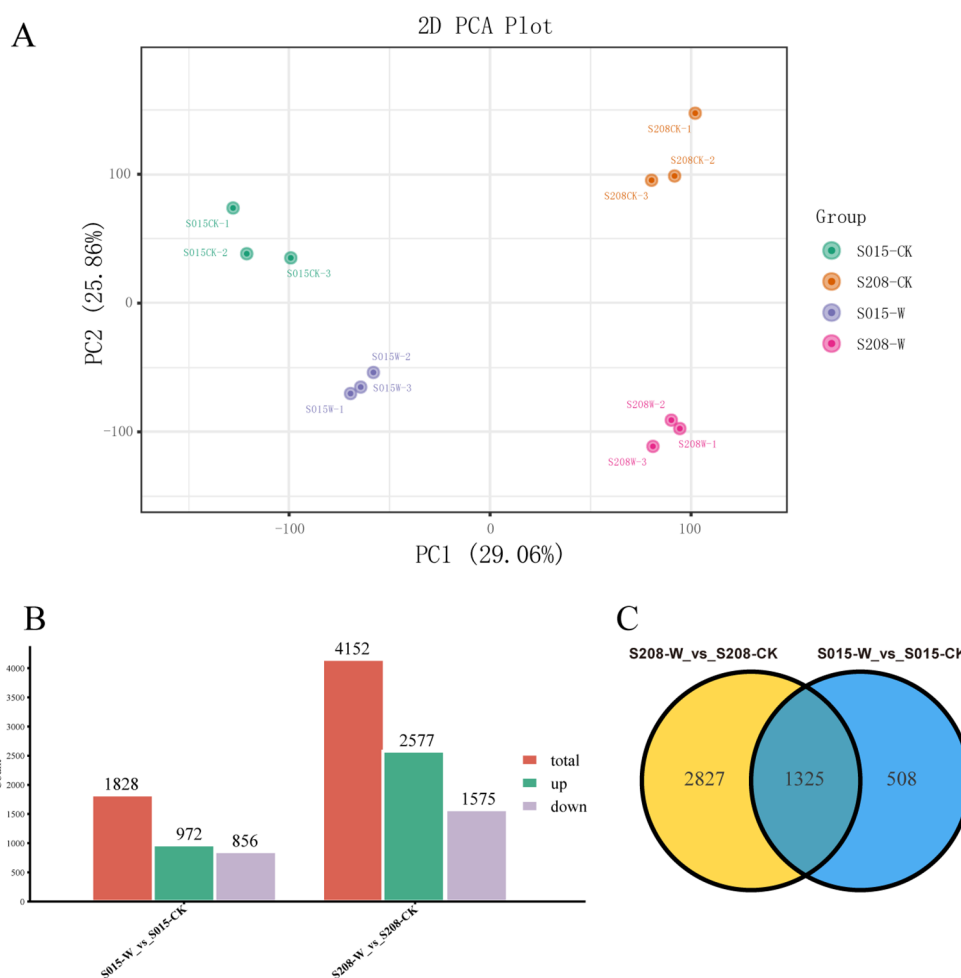 A
2D PCA Plot
S208CK-1
S208CK-2
S208CK-3
S015CK-1
S015CK-2
S015CK-3
S015W-2
S015W-3
S015W-1
S208W-2
S208W-1
S208W-3
100
0
-100
PC2 (25.86%)
-100
0
100
PC1 (29.06%)
Group
S015-CK
S208-CK
S015-W
S208-W
B
4000
3500
3000
2500
2000
1500
1000
500
0
1828
972
856
4152
2577
1575
total
up
down
S015-W_vs_S015-CK
S208-W_vs_S208-CK
C
S208-W_vs_S208-CK
S015-W_vs_S015-CK
2827
1325
508